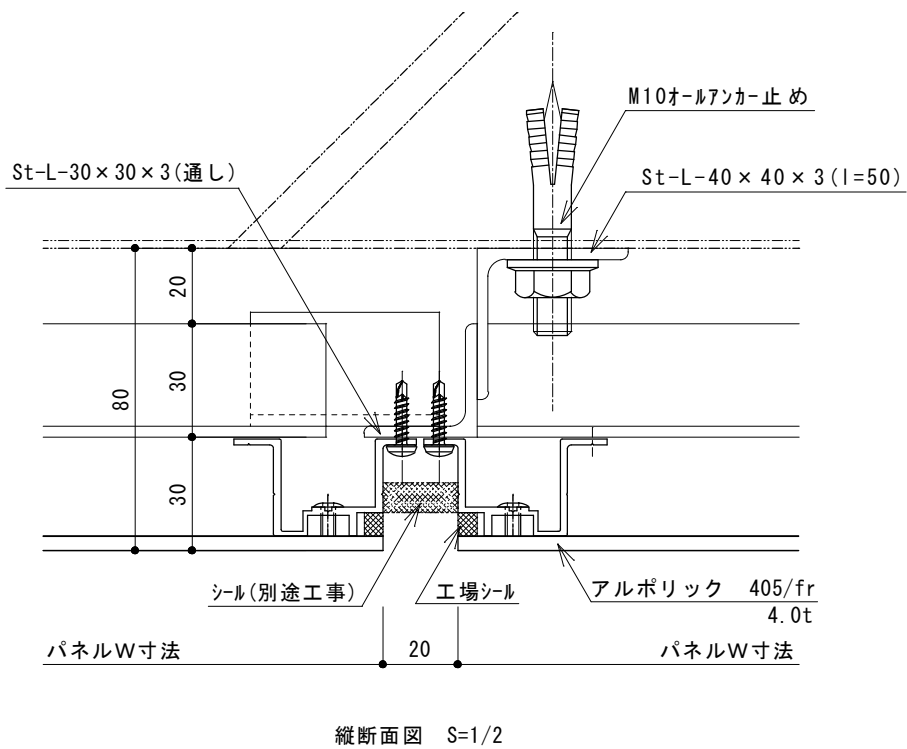 M10ｵｰﾙｱﾝｶｰ止め
St-L-30×30×3(通し)
St-L-40×40×3(l=50)
20
80
30
30
ｼｰﾙ(別途工事)
工場ｼｰﾙ
アルポリック 405/fr
4.0t
パネルW寸法
20
パネルW寸法
縦断面図 S=1/2